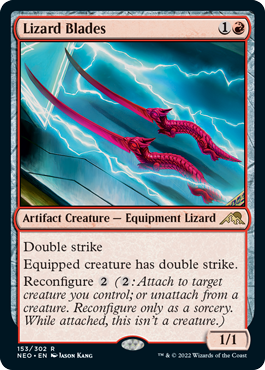 Lizard Blades 1
Artifact Creature — Equipment Lizard
Double strike
Equipped creature has double strike.
Reconfigure 2 (2: Attach to target
creature you control; or unattach from a
creature. Reconfigure only as a sorcery.
While attached, this isn't a creature.)
1/1
153/302 R
NEO • EN Jason Kang
™ & © 2022 Wizards of the Coast